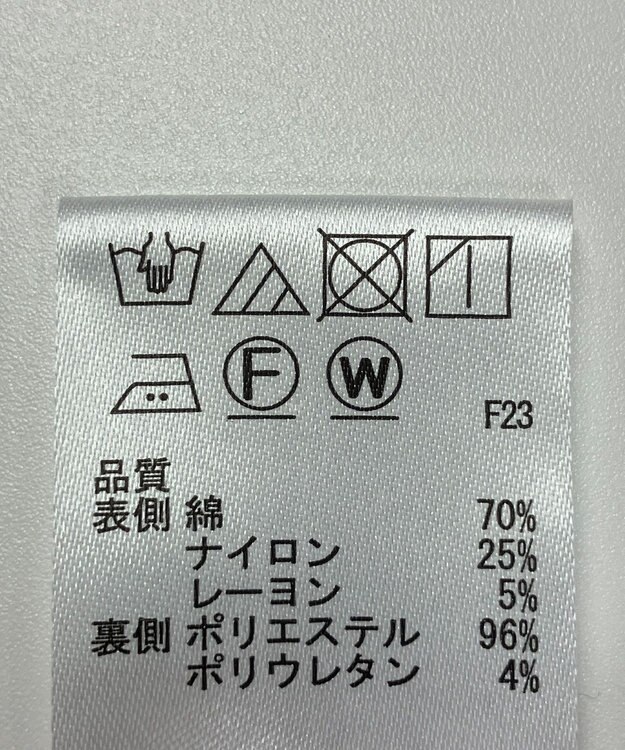 F W
F23
品質
表側 綿 70%
ナイロン 25%
レーヨン 5%
裏側 ポリエステル 96%
ポリウレタン 4%